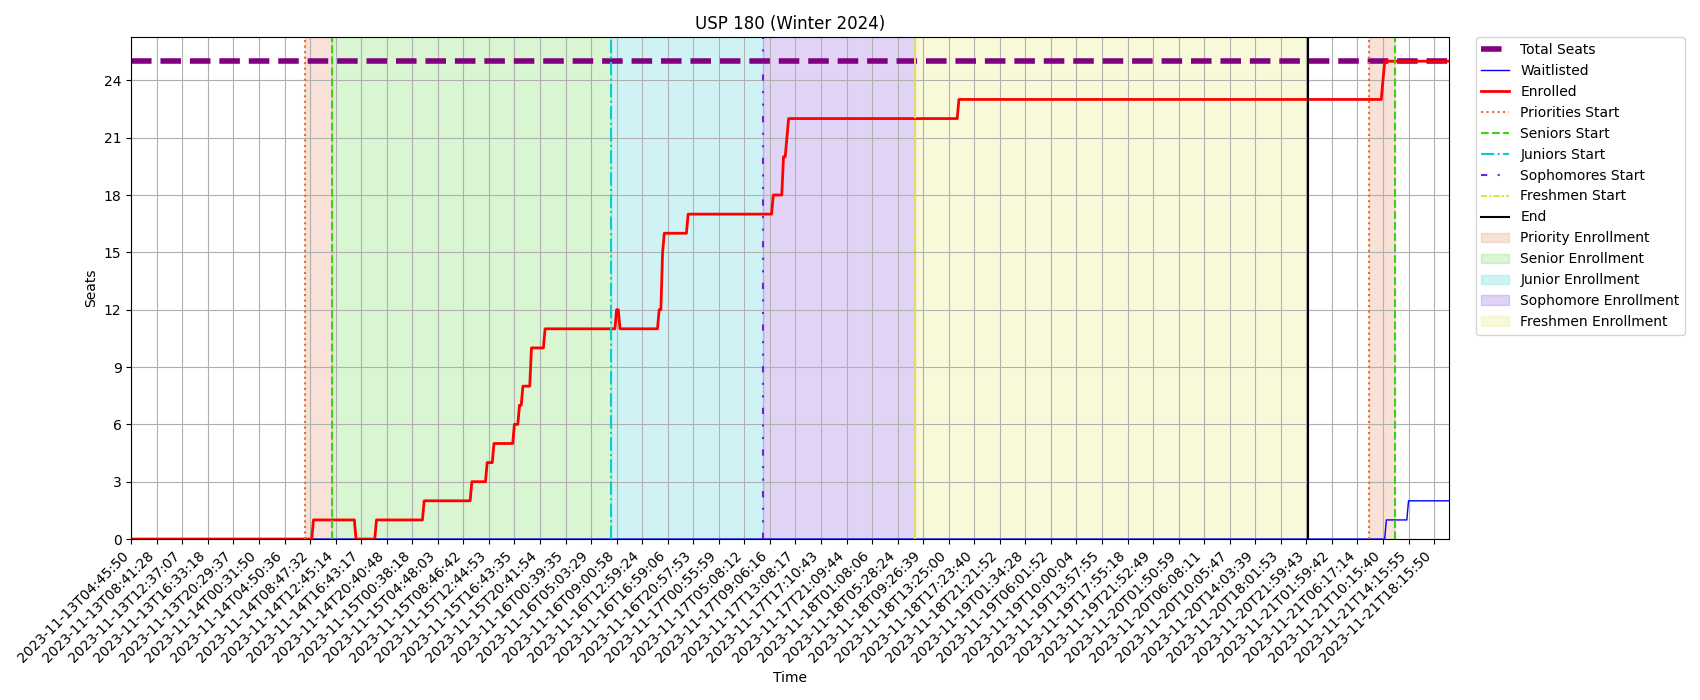 USP 180 (Winter 2024)
Seats
24
21
18
15
12
9
6
3
0
2023-11-13T04:45:50
2023-11-13T08:41:28
2023-11-13T12:37:07
2023-11-13T16:33:18
2023-11-13T20:29:37
2023-11-14T00:31:50
2023-11-14T04:50:36
2023-11-14T08:47:32
2023-11-14T12:45:14
2023-11-14T16:43:17
2023-11-14T20:40:48
2023-11-15T00:38:18
2023-11-15T04:48:03
2023-11-15T08:46:42
2023-11-15T12:44:53
2023-11-15T16:43:35
2023-11-15T20:41:54
2023-11-16T00:39:35
2023-11-16T05:03:29
2023-11-16T09:00:58
2023-11-16T12:59:24
2023-11-16T16:59:06
2023-11-16T20:57:53
2023-11-17T00:55:59
2023-11-17T05:08:12
2023-11-17T09:06:16
2023-11-17T13:08:17
2023-11-17T17:10:43
2023-11-17T21:09:44
2023-11-18T01:08:06
2023-11-18T05:28:24
2023-11-18T09:26:39
2023-11-18T13:25:00
2023-11-18T17:23:40
2023-11-18T21:21:52
2023-11-19T01:34:28
2023-11-19T06:01:52
2023-11-19T10:00:04
2023-11-19T13:57:55
2023-11-19T17:55:18
2023-11-19T21:52:49
2023-11-20T01:50:59
2023-11-20T06:08:11
2023-11-20T10:05:47
2023-11-20T14:03:39
2023-11-20T18:01:53
2023-11-20T21:59:43
2023-11-21T01:59:42
2023-11-21T06:17:14
2023-11-21T10:15:40
2023-11-21T14:15:55
2023-11-21T18:15:50
Time
Total Seats
Waitlisted
Enrolled
Priorities Start
Seniors Start
Juniors Start
Sophomores Start
Freshmen Start
End
Priority Enrollment
Senior Enrollment
Junior Enrollment
Sophomore Enrollment
Freshmen Enrollment